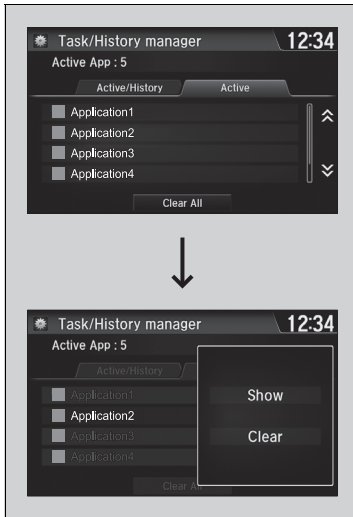 Task/History manager 12:34
Active App : 5
Active/History Active
Application1
Application2
Application3
Application4
Clear All
Task/History manager 12:34
Active App : 5
Active/History
Application1
Show
Application2
Application3
Clear
Application4
Clear All